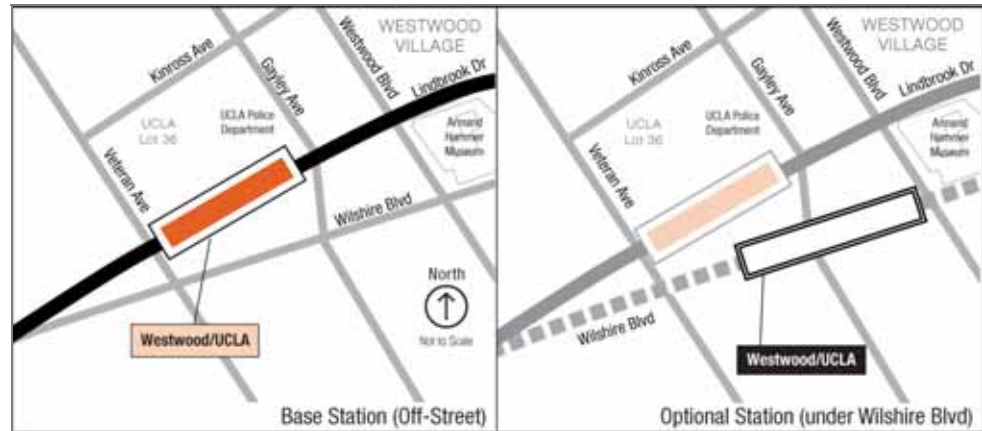 WESTWOOD
VILLAGE
Kinross Ave
Gayley Ave
Westwood Blvd
Lindbrook Dr
UCLA
Lot 36
UCLA Police
Department
Armand
Hammer
Museum
Veteran Ave
Wilshire Blvd
North
Not to Scale
Westwood/UCLA
Base Station (Off-Street)
WESTWOOD
VILLAGE
Kinross Ave
Gayley Ave
Westwood Blvd
Lindbrook Dr
UCLA
Lot 36
UCLA Police
Department
Armand
Hammer
Museum
Veteran Ave
Wilshire Blvd
Westwood/UCLA
Optional Station (under Wilshire Blvd)